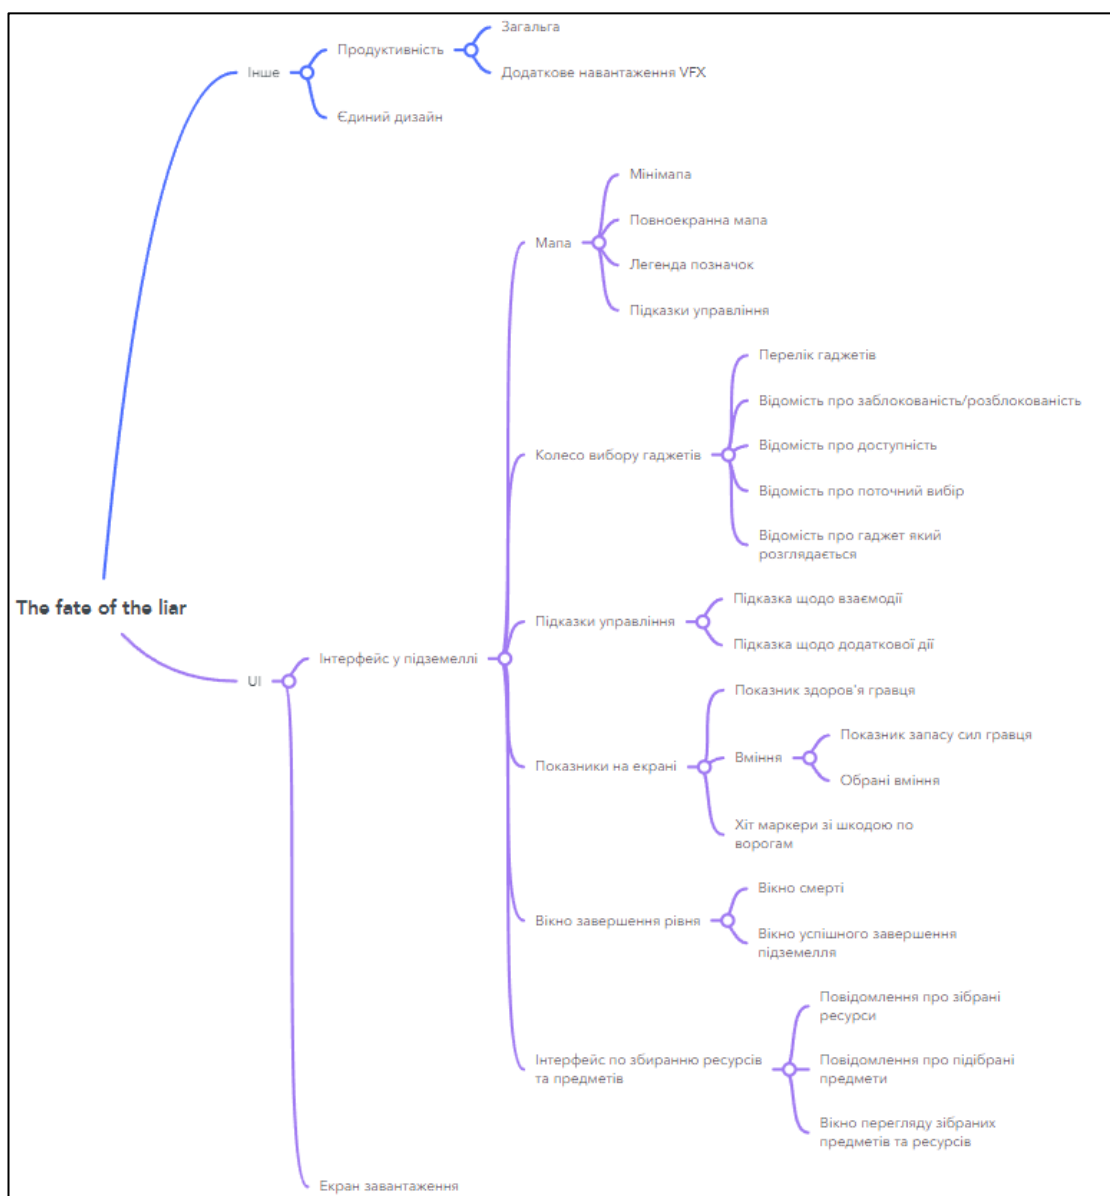 Загальга
Продуктивність
Інше
Додаткове навантаження VFX
Єдиний дизайн
Мінімапа
Повноекранна мапа
Мапа
Легенда позначок
Підказки управління
Перелік гаджетів
Відомість про заблокованість/розблокованість
Відомість про доступність
Колесо вибору гаджетів
Відомість про поточний вибір
Відомість про гаджет який
розглядається
The fate of the liar
Підказка щодо взаємодії
Підказки управління
Підказка щодо додаткової дії
Інтерфейс у підземеллі
UI
Показник здоров'я гравця
Показник запасу сил гравця
Вміння
Показники на екрані
Обрані вміння
Хіт маркери зі шкодою по
ворогам
Вікно смерті
Вікно завершення рівня
Вікно успішного завершення
підземелля
Повідомлення про зібрані
ресурси
Інтерфейс по збиранню ресурсів
та предметів
Повідомлення про підібрані
предмети
Вікно перегляду зібраних
предметів та ресурсів
Екран завантаження